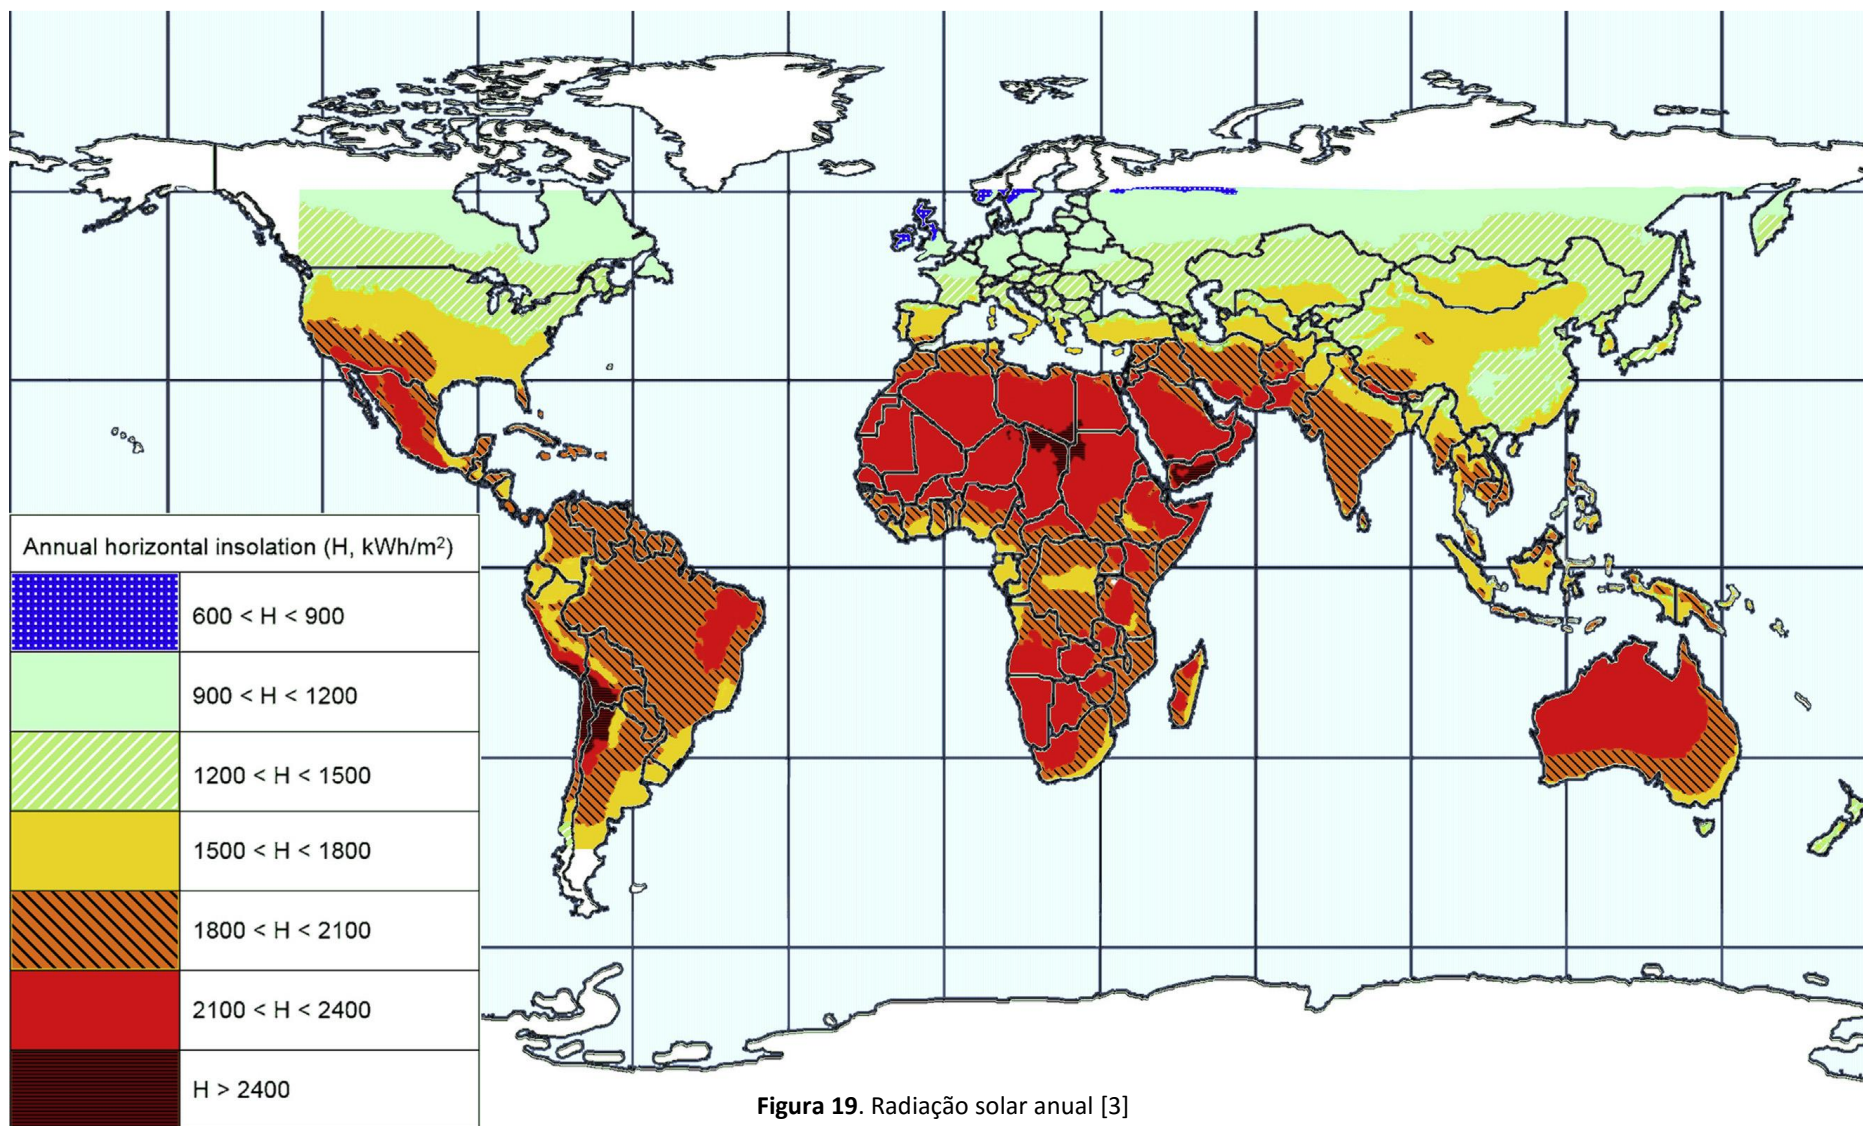 Annual horizontal insolation (H, kWh/m²)
600 < H < 900
900 < H < 1200
1200 < H < 1500
1500 < H < 1800
1800 < H < 2100
2100 < H < 2400
H > 2400
Figura 19. Radiação solar anual [3]